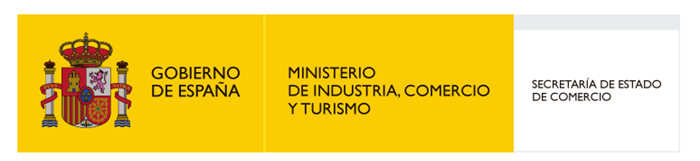 GOBIERNO
DE ESPAÑA
MINISTERIO
DE INDUSTRIA, COMERCIO
Y TURISMO
SECRETARÍA DE ESTADO
DE COMERCIO